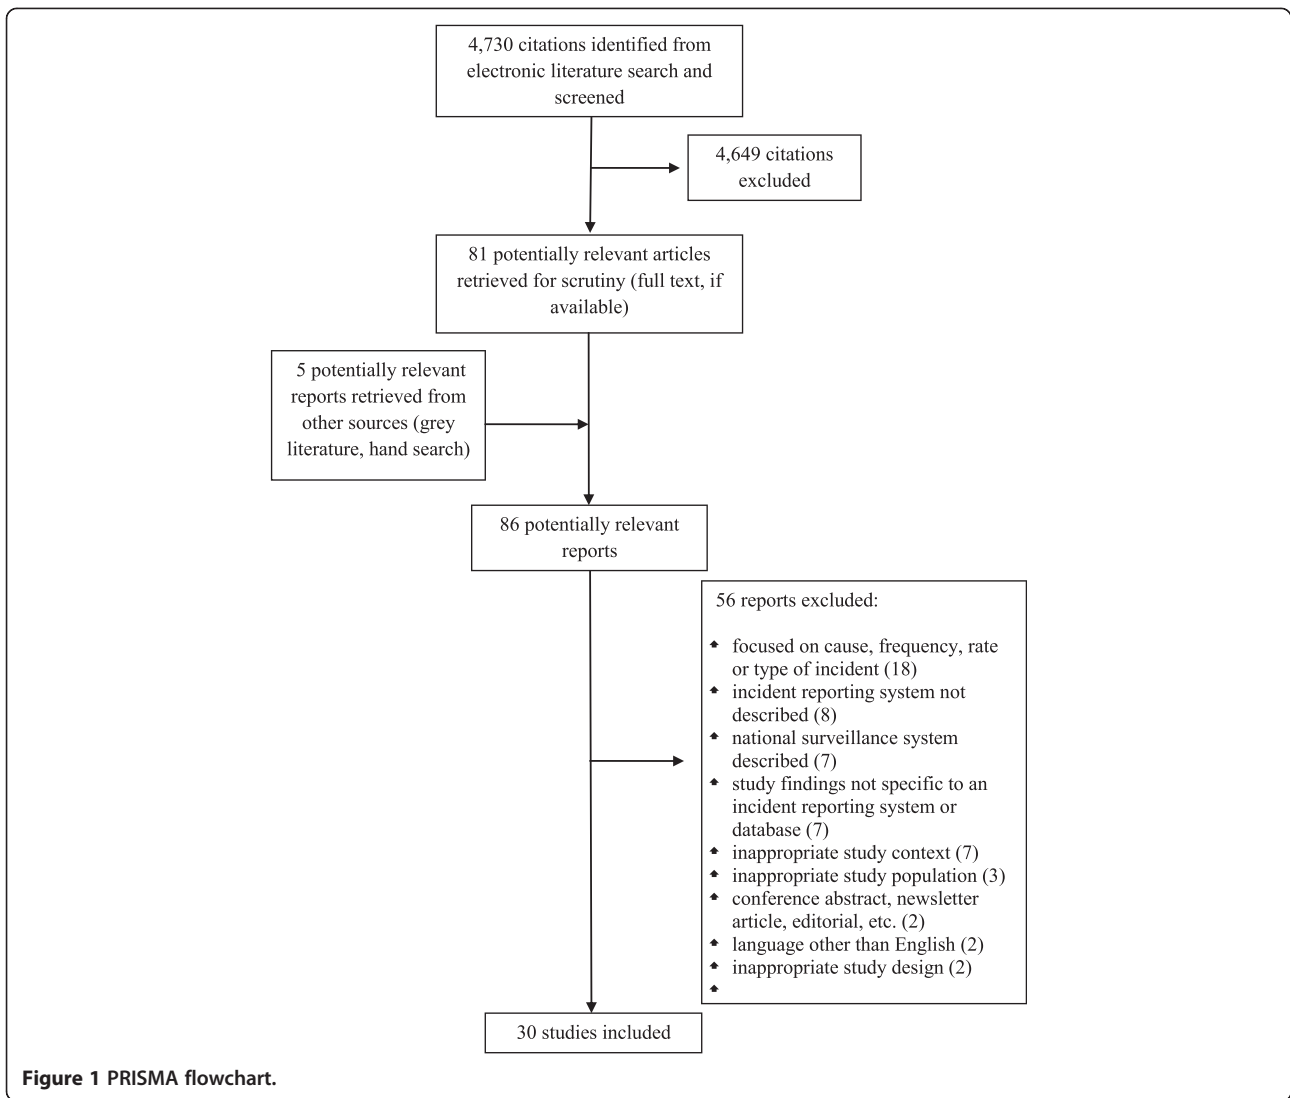 4,730 citations identified from
electronic literature search and
screened
4,649 citations
excluded
81 potentially relevant articles
retrieved for scrutiny (full text, if
available)
5 potentially relevant
reports retrieved from
other sources (grey
literature, hand search)
86 potentially relevant
reports
56 reports excluded:
focused on cause, frequency, rate
or type of incident (18)
incident reporting system not
described (8)
national surveillance system
described (7)
study findings not specific to an
incident reporting system or
database (7)
inappropriate study context (7)
inappropriate study population (3)
conference abstract, newsletter
article, editorial, etc. (2)
language other than English (2)
inappropriate study design (2)
30 studies included
Figure 1 PRISMA flowchart.